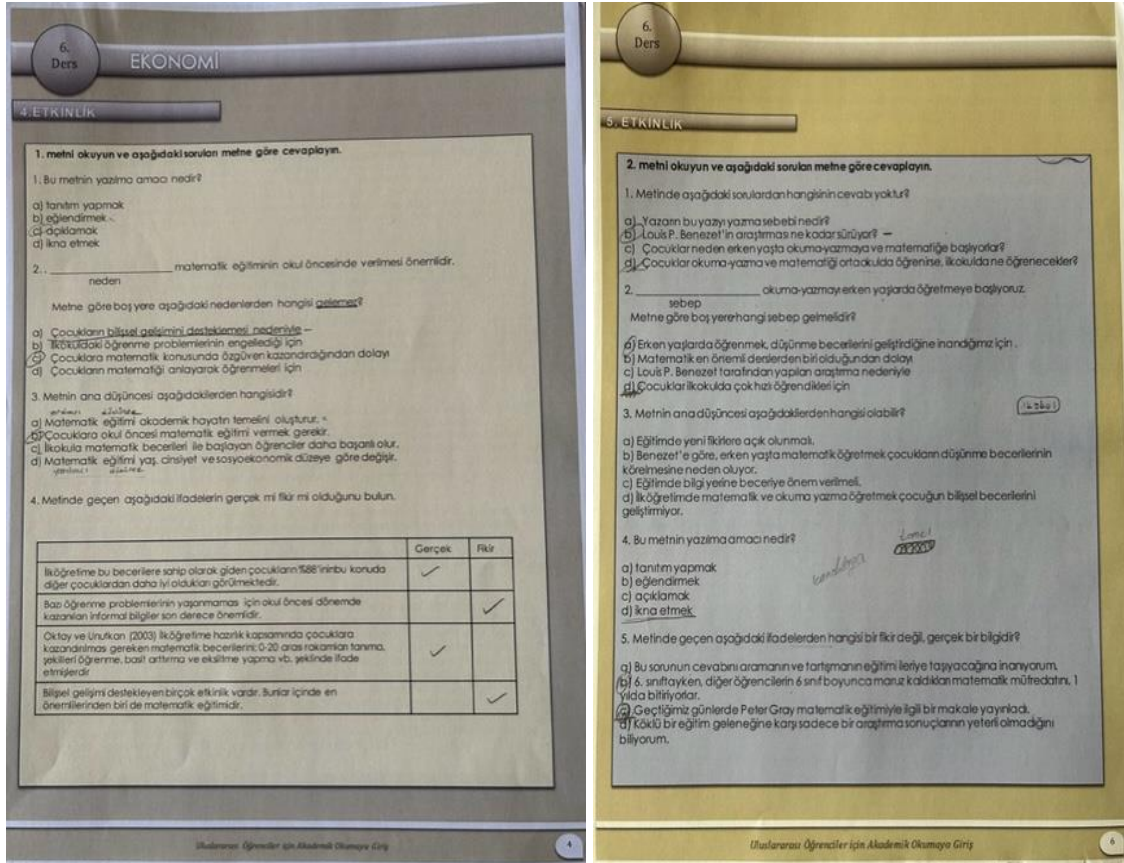 6.
Ders
EKONOMİ
4.ETKİNLİK
1. metni okuyun ve aşağıdaki soruları metne göre cevaplayın.
1. Bu metnin yazılma amacı nedir?
a) tanıtım yapmak
b) eğlendirmek
c) açıklamak
d) ikna etmek
2. . ____________ matematik eğitiminin okul öncesinde verilmesi önemlidir.
neden
Metne göre boş yere aşağıdaki nedenlerden hangisi gelemez?
a) Çocukların bilişsel gelişimini desteklemesi nedeniyle
b) İlkokuldaki öğrenme problemlerinin engellediği için
c) Çocuklara matematik konusunda özgüven kazandırdığından dolayı
d) Çocukların matematiği anlayarak öğrenmeleri için
3. Metnin ana düşüncesi aşağıdakilerden hangisidir?
a) Matematik eğitimi akademik hayatın temelini oluşturur.
b) Çocuklara okul öncesi matematik eğitimi vermek gerekir.
c) İlkokula matematik becerileri ile başlayan öğrenciler daha başarılı olur.
d) Matematik eğitimi yaş, cinsiyet ve sosyoekonomik düzeye göre değişir.
yardımcı düşünce
4. Metinde geçen aşağıdaki ifadelerin gerçek mi fikir mi olduğunu bulun.
Gerçek Fikir
İlköğretime bu becerilere sahip olarak giden çocukların %88'ininbu konuda
diğer çocuklardan daha iyi oldukları görülmektedir.
Bazı öğrenme problemlerinin yaşanmaması için okul öncesi dönemde
kazanılan informal bilgiler son derece önemlidir.
Oktay ve Unutkan (2003) ilköğretime hazırlık kapsamında çocuklara
kazandırılması gereken matematik becerilerini; 0-20 arası rakamları tanıma,
şekilleri öğrenme, basit arttırma ve eksiltme yapma vb. şeklinde ifade
etmişlerdir
Bilişsel gelişimi destekleyen birçok etkinlik vardır. Bunlar içinde en
önemlilerinden biri de matematik eğitimidir.
Uluslararası Öğrenciler için Akademik Okumaya Giriş
4
6.
Ders
5. ETKİNLİK
2. metni okuyun ve aşağıdaki soruları metne göre cevaplayın.
1. Metinde aşağıdaki sorulardan hangisinin cevabı yoktur?
a) Yazarın bu yazıyı yazma sebebi nedir?
b) Louis P. Benezet'in araştırması ne kadar sürüyor?
c) Çocuklar neden erken yaşta okuma-yazmaya ve matematiğe başlıyorlar?
d) Çocuklar okuma-yazma ve matematiği ortaokulda öğrenirse, ilkokulda ne öğrenecekler?
2. ____________ okuma-yazmayı erken yaşlarda öğretmeye başlıyoruz.
sebep
Metne göre boş yere hangi sebep gelmelidir?
a) Erken yaşlarda öğrenmek, düşünme becerilerini geliştirdiğine inandığımız için .
b) Matematik en önemli derslerden biri olduğundan dolayı
c) Louis P. Benezet tarafından yapılan araştırma nedeniyle
d) Çocuklar ilkokulda çok hızlı öğrendikleri için
3. Metnin ana düşüncesi aşağıdakilerden hangisi olabilir?
a) Eğitimde yeni fikirlere açık olunmalı.
b) Benezet'e göre, erken yaşta matematik öğretmek çocukların düşünme becerilerinin
körelmesine neden oluyor.
c) Eğitimde bilgi yerine beceriye önem verilmeli.
d) İlköğretimde matematik ve okuma yazma öğretmek çocuğun bilişsel becerilerini
geliştirmiyor.
4. Bu metnin yazılma amacı nedir?
temel
a) tanıtım yapmak
b) eğlendirmek
c) açıklamak
d) ikna etmek
5. Metinde geçen aşağıdaki ifadelerden hangisi bir fikir değil, gerçek bir bilgidir?
a) Bu sorunun cevabını aramanın ve tartışmanın eğitimi ileriye taşıyacağına inanıyorum.
b) 6. sınıftayken, diğer öğrencilerin 6 sınıf boyunca maruz kaldıkları matematik müfredatını, 1
yılda bitiriyorlar.
c) Geçtiğimiz günlerde Peter Gray matematik eğitimiyle ilgili bir makale yayınladı.
d) Köklü bir eğitim geleneğine karşı sadece bir araştırma sonuçlarının yeterli olmadığını
biliyorum.
Uluslararası Öğrenciler için Akademik Okumaya Giriş
6